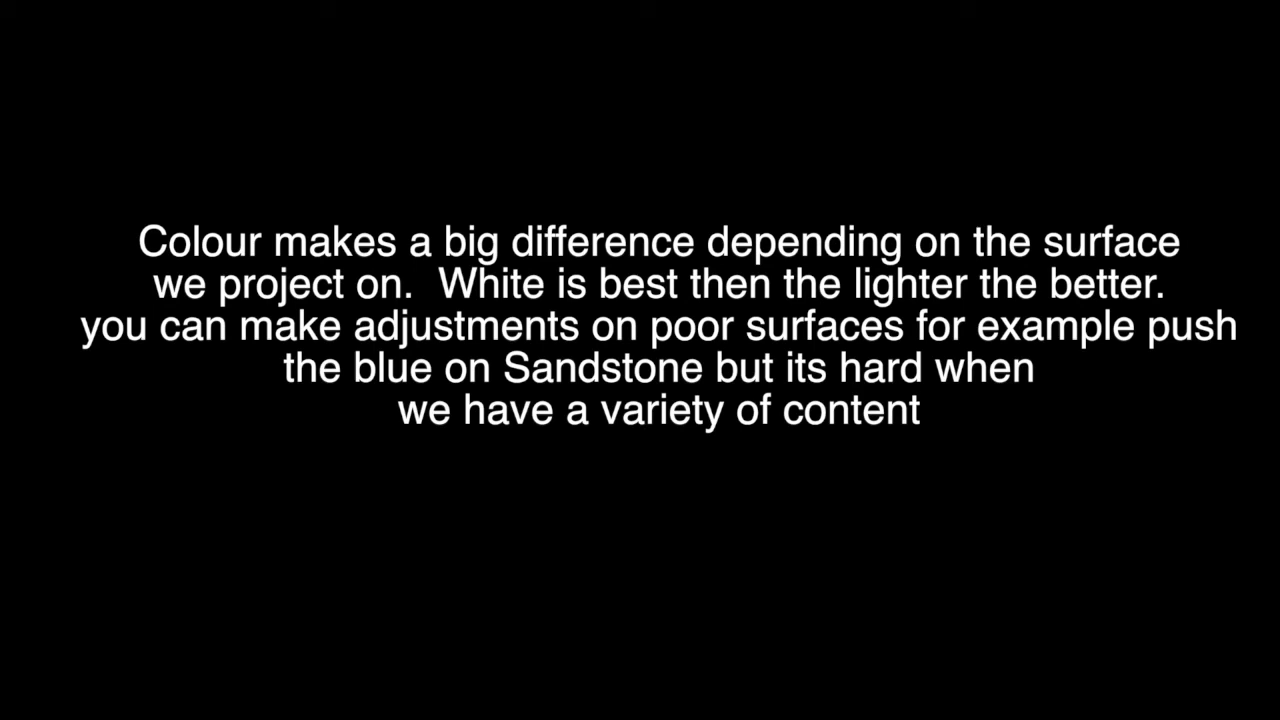 Colour makes a big difference depending on the surface
we project on.  White is best then the lighter the better.
you can make adjustments on poor surfaces for example push
the blue on Sandstone but its hard when
we have a variety of content